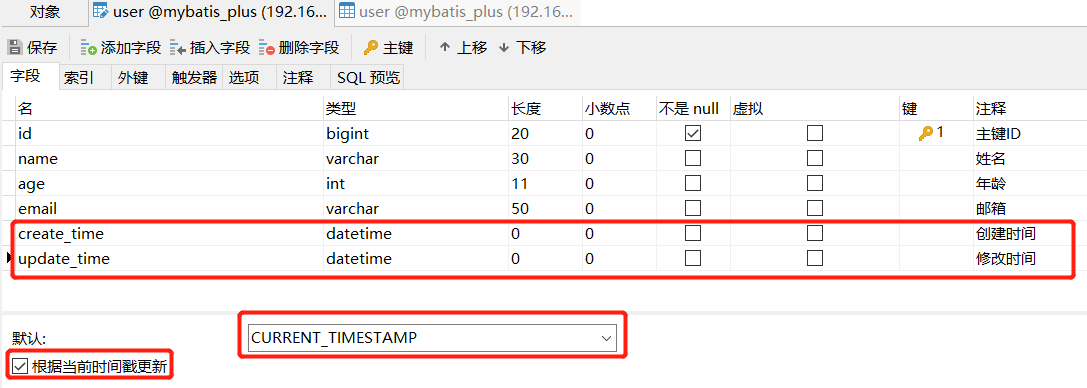 对象 user @mybatis_plus (192.16... user @mybatis_plus (192.16...
保存 添加字段 插入字段 删除字段 主键 上移 下移
字段 索引 外键 触发器 选项 注释 SQL 预览
名 类型 长度 小数点 不是 null 虚拟 键 注释
id bigint 20 0 1 主键ID
name varchar 30 0 姓名
age int 11 0 年龄
email varchar 50 0 邮箱
create_time datetime 0 0 创建时间
update_time datetime 0 0 修改时间
默认: CURRENT_TIMESTAMP
根据当前时间戳更新